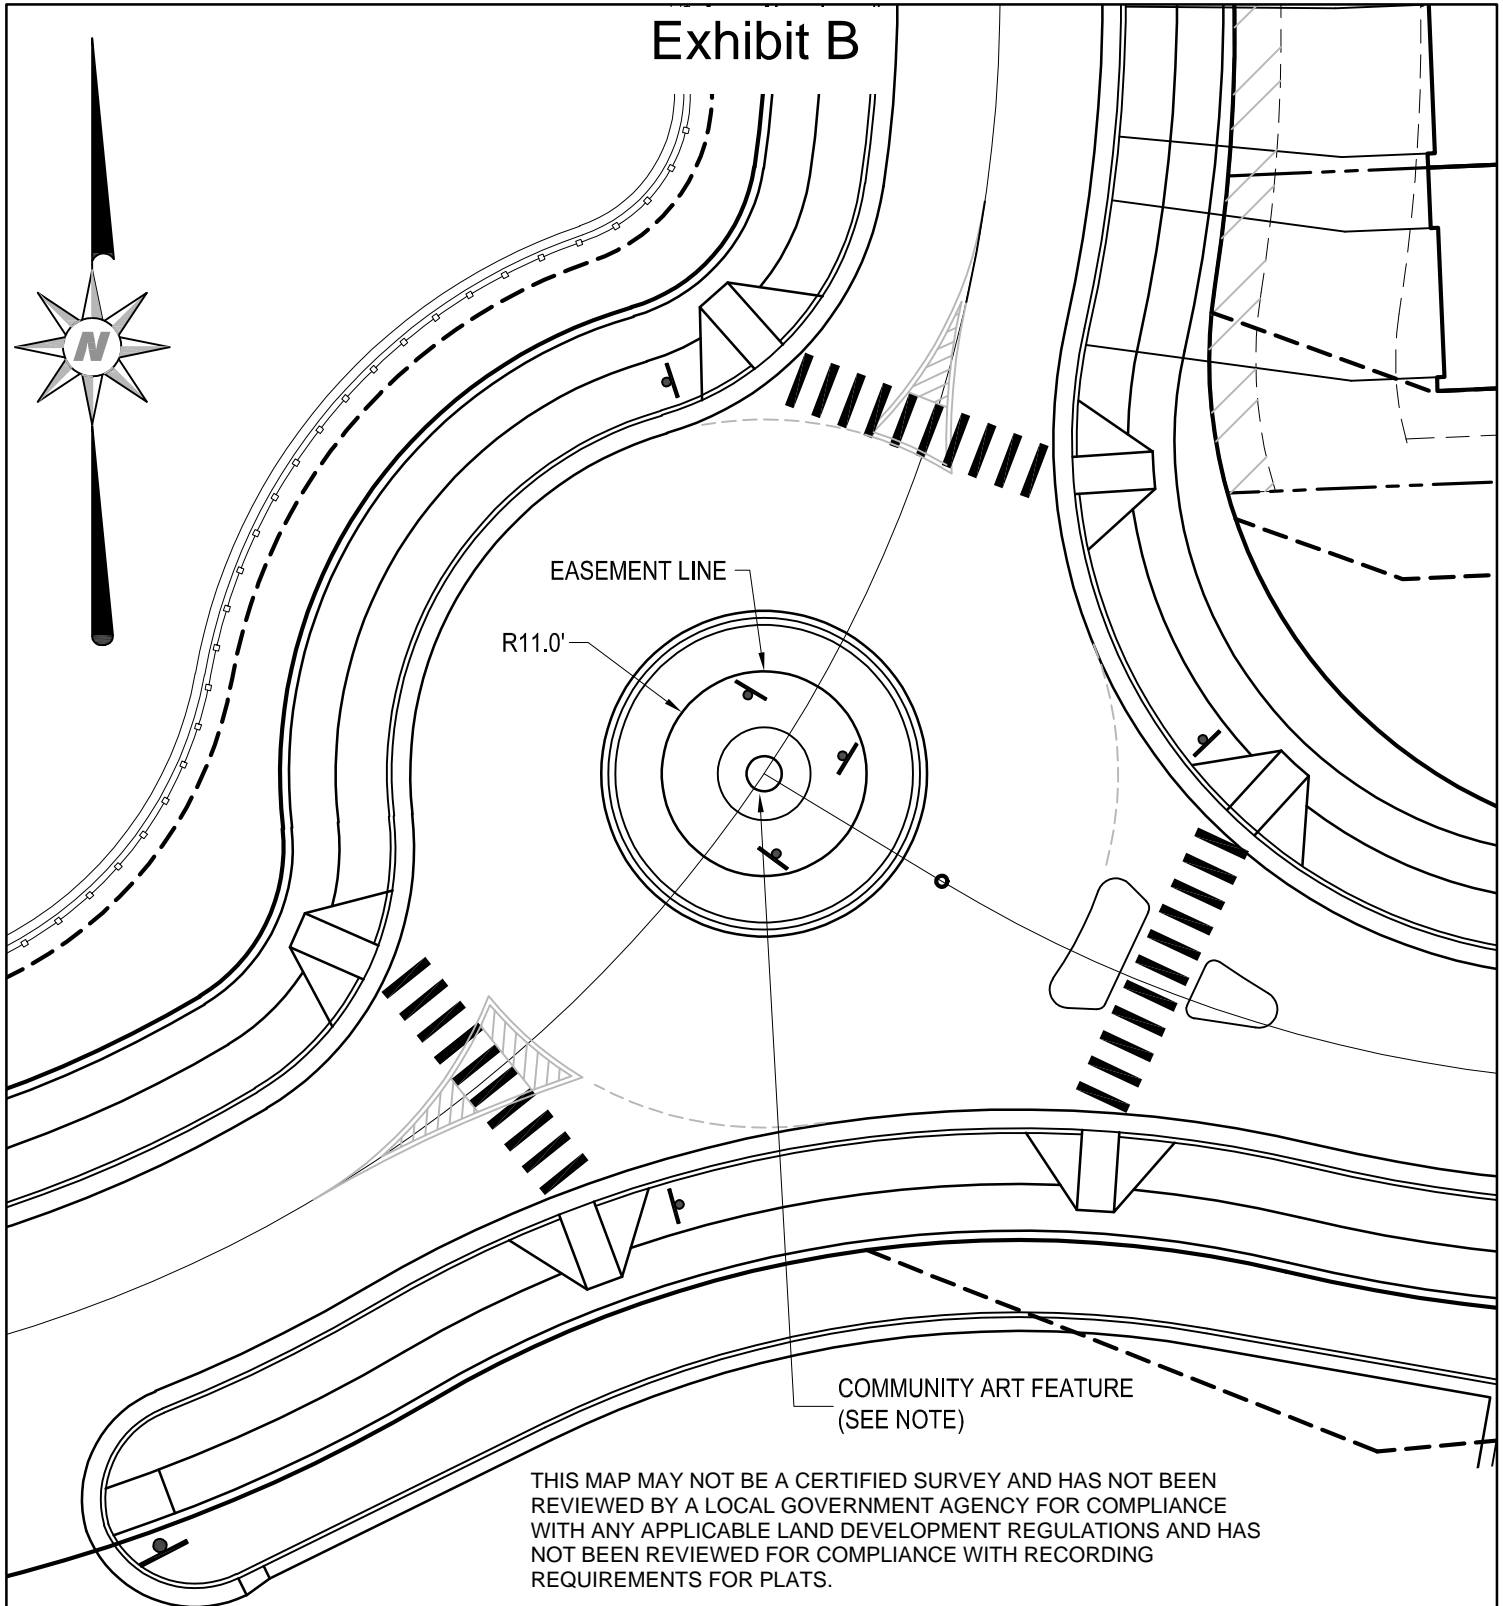 Exhibit B
N
EASEMENT LINE
R11.0'
COMMUNITY ART FEATURE
(SEE NOTE)
THIS MAP MAY NOT BE A CERTIFIED SURVEY AND HAS NOT BEEN
REVIEWED BY A LOCAL GOVERNMENT AGENCY FOR COMPLIANCE
WITH ANY APPLICABLE LAND DEVELOPMENT REGULATIONS AND HAS
NOT BEEN REVIEWED FOR COMPLIANCE WITH RECORDING
REQUIREMENTS FOR PLATS.